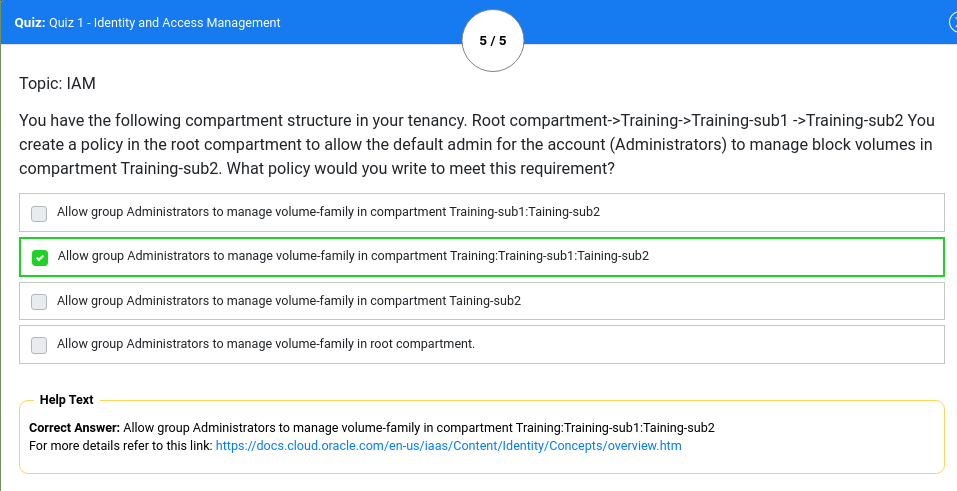 Quiz: Quiz 1 - Identity and Access Management
5 / 5
Topic: IAM
You have the following compartment structure in your tenancy. Root compartment->Training->Training-sub1 ->Training-sub2 You
create a policy in the root compartment to allow the default admin for the account (Administrators) to manage block volumes in
compartment Training-sub2. What policy would you write to meet this requirement?
Allow group Administrators to manage volume-family in compartment Training-sub1:Taining-sub2
Allow group Administrators to manage volume-family in compartment Training:Training-sub1:Taining-sub2
Allow group Administrators to manage volume-family in compartment Taining-sub2
Allow group Administrators to manage volume-family in root compartment.
Help Text
Correct Answer: Allow group Administrators to manage volume-family in compartment Training:Training-sub1:Taining-sub2
For more details refer to this link: https://docs.cloud.oracle.com/en-us/iaas/Content/Identity/Concepts/overview.htm